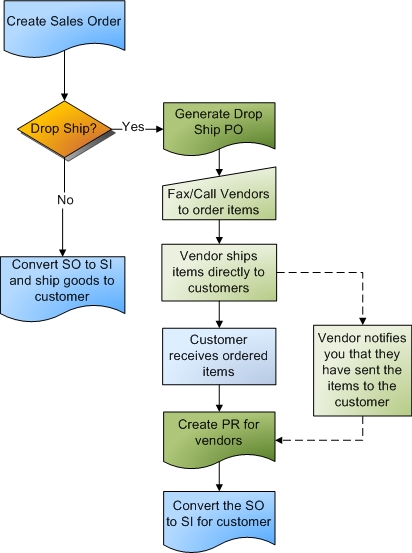 Create Sales Order
Drop Ship?
Yes
No
Convert SO to SI
and ship goods to
customer
Generate Drop
Ship PO
Fax/Call Vendors
to order items
Vendor ships
items directly to
customers
Customer
receives ordered
items
Vendor notifies
you that they
have sent the
items to the
customer
Create PR for
vendors
Convert the SO
to SI for customer